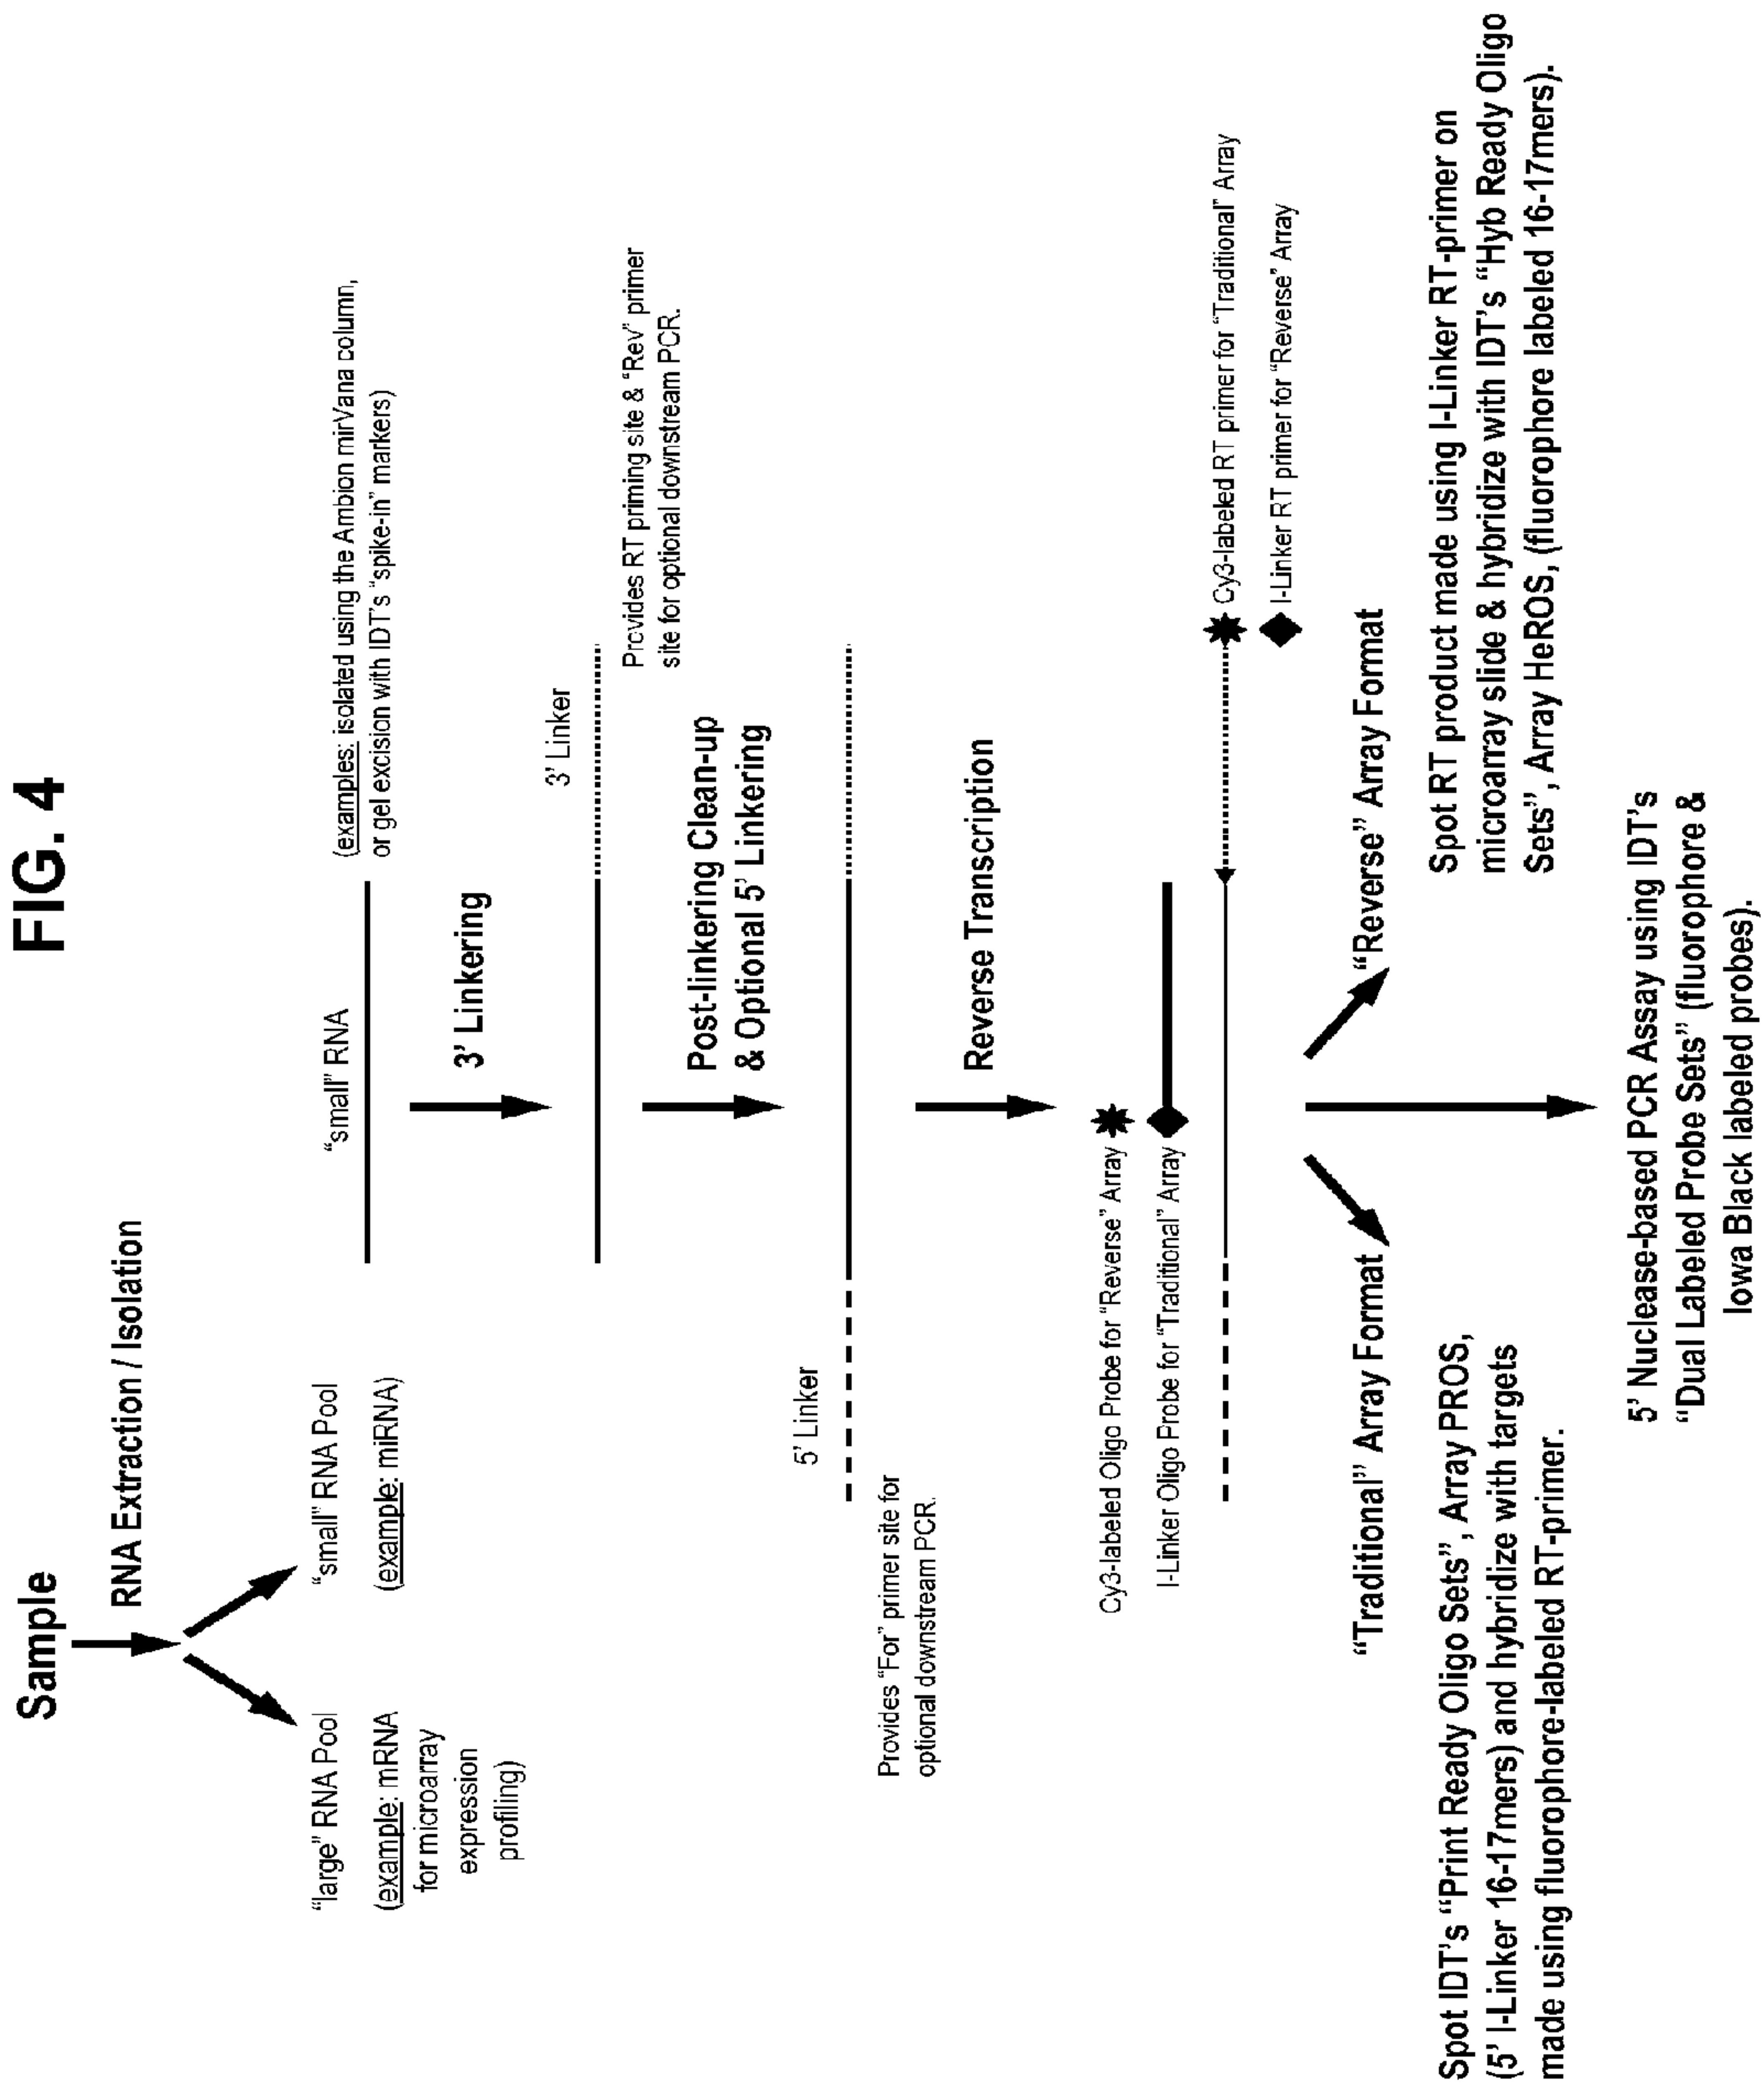 FIG. 4
Sample
RNA Extraction / Isolation
“large” RNA Pool
(example: mRNA
for microarray
expression
profiling)
“small” RNA Pool
(example: miRNA)
“small” RNA
(examples: isolated using the Ambion mirVana column,
or gel excision with IDT’s “spike-in” markers)
3’ Linkering
3’ Linker
Provides RT priming site & “Rev” primer
site for optional downstream PCR.
Post-linkering Clean-up
& Optional 5’ Linkering
5’ Linker
Provides “For” primer site for
optional downstream PCR.
Reverse Transcription
Cy3-labeled Oligo Probe for “Reverse” Array
I-Linker Oligo Probe for “Traditional” Array
Cy3-labeled RT primer for “Traditional” Array
I-Linker RT primer for “Reverse” Array
“Traditional” Array Format
Spot IDT’s “Print Ready Oligo Sets”, Array PROS,
(5’ I-Linker 16-17mers) and hybridize with targets
made using fluorophore-labeled RT-primer.
“Reverse” Array Format
Spot RT product made using I-Linker RT-primer on
microarray slide & hybridize with IDT’s “Hyb Ready Oligo
Sets”, Array HeROS, (fluorophore labeled 16-17mers).
5’ Nuclease-based PCR Assay using IDT’s
“Dual Labeled Probe Sets” (fluorophore &
Iowa Black labeled probes).